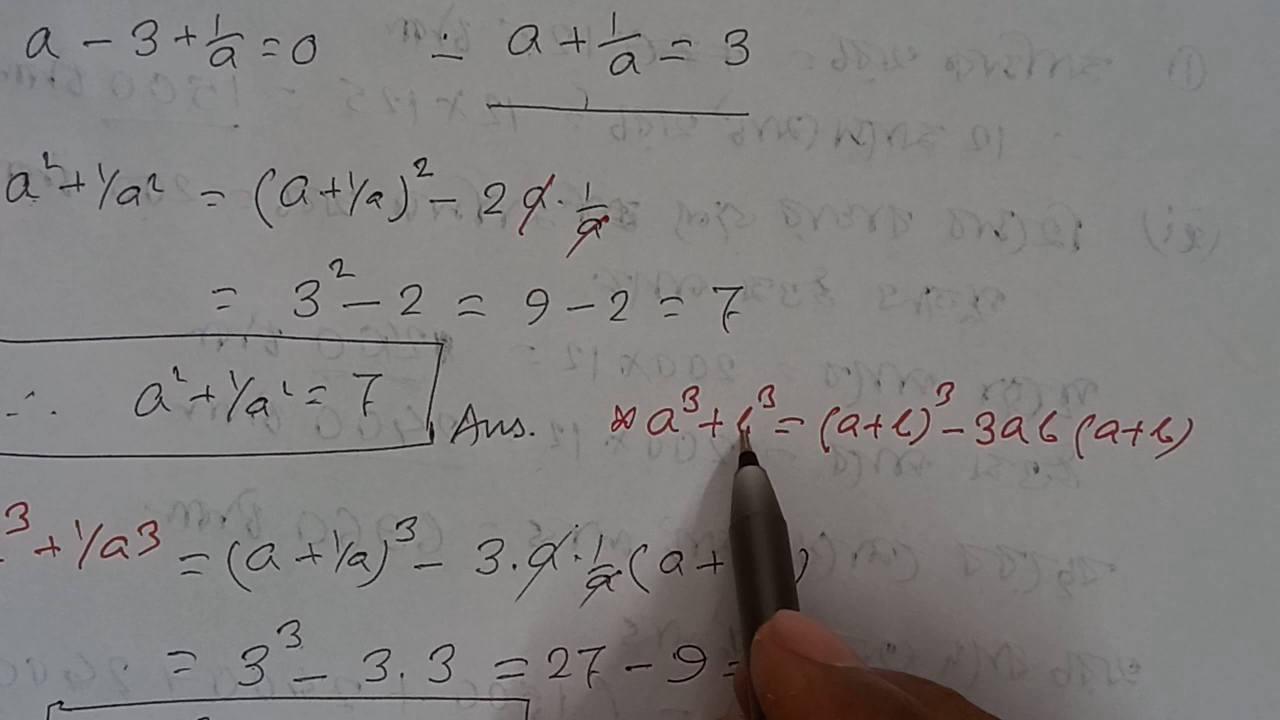 a - 3 + 1/a = 0 ∴ a + 1/a = 3
a² + 1/a² = (a + 1/a)² - 2a · 1/a
= 3² - 2 = 9 - 2 = 7
∴ a² + 1/a² = 7 Ans. * a³ + b³ = (a+b)³ - 3ab(a+b)
³ + 1/a3 = (a + 1/a)³ - 3·a·1/a (a + )
= 3³ - 3.3 = 27 - 9 =